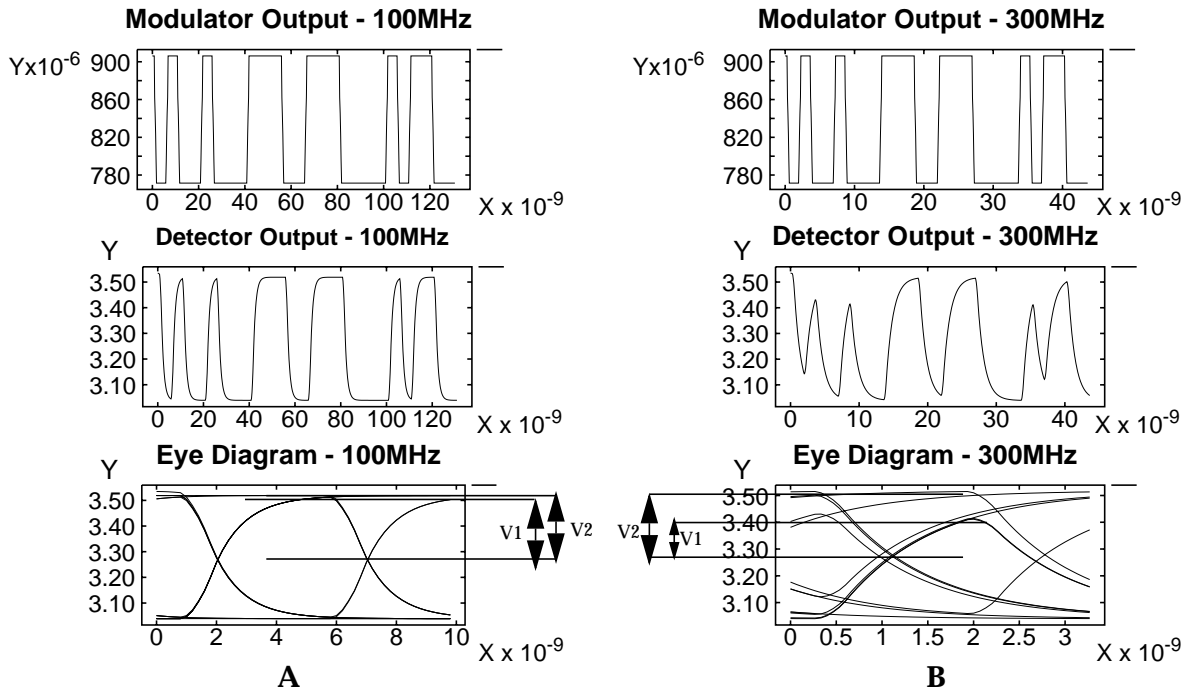 Modulator Output - 100MHz
Yx10-6
900
860
820
780
0 20 40 60 80 100 120
X x 10-9
Detector Output - 100MHz
Y
3.50
3.40
3.30
3.20
3.10
0 20 40 60 80 100 120
X x 10-9
Eye Diagram - 100MHz
Y
3.50
3.40
3.30
3.20
3.10
0 2 4 6 8 10
X x 10-9
V1 V2
A
Modulator Output - 300MHz
Yx10-6
900
860
820
780
0 10 20 30 40
X x 10-9
Detector Output - 300MHz
Y
3.50
3.40
3.30
3.20
3.10
0 10 20 30 40
X x 10-9
Eye Diagram - 300MHz
Y
3.50
3.40
3.30
3.20
3.10
0 0.5 1 1.5 2 2.5 3
X x 10-9
V2 V1
B